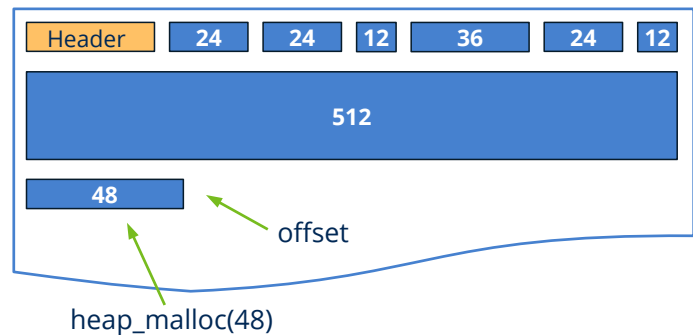 Header 24 24 12 36 24 12
512
48
offset
heap_malloc(48)